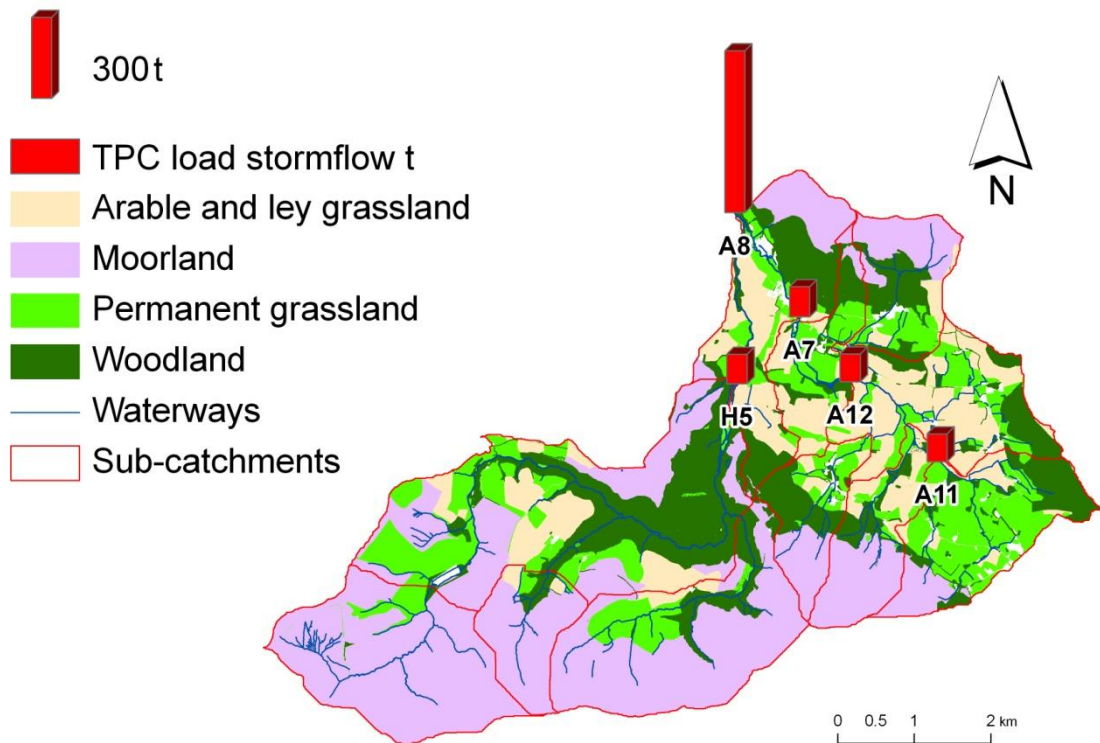 300 t
TPC load stormflow t
Arable and ley grassland
Moorland
Permanent grassland
Woodland
Waterways
Sub-catchments
N
A8
A7
H5
A12
A11
0 0.5 1 2 km